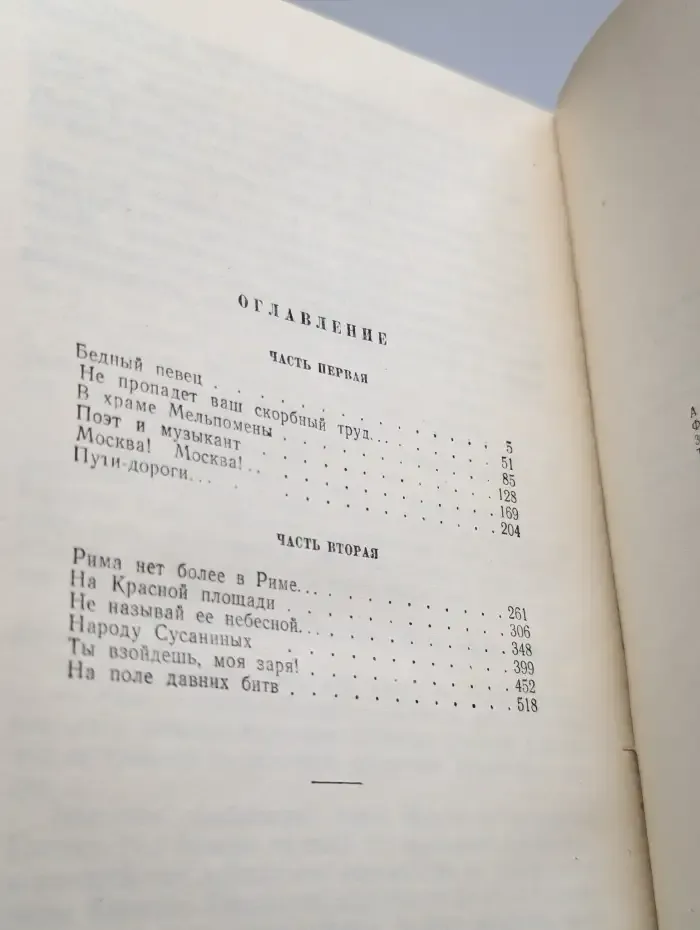 ОГЛАВЛЕНИЕ
ЧАСТЬ ПЕРВАЯ
Бедный певец . . . . . . . . . . . . . 5
Не пропадет ваш скорбный труд... . . . . . 51
В храме Мельпомены . . . . . . . . . . 85
Поэт и музыкант . . . . . . . . . . . 128
Москва! Москва!.. . . . . . . . . . . 169
Пути-дороги... . . . . . . . . . . . 204
ЧАСТЬ ВТОРАЯ
Рима нет более в Риме... . . . . . . . . 261
На Красной площади . . . . . . . . . . 306
Не называй ее небесной... . . . . . . . . 348
Народу Сусаниных . . . . . . . . . . 399
Ты взойдешь, моя заря! . . . . . . . . . 452
На поле давних битв . . . . . . . . . . 518